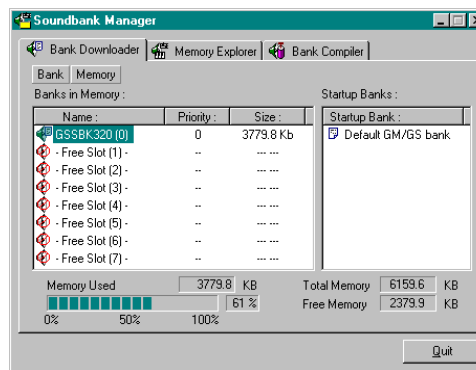 Soundbank Manager
Bank Downloader Memory Explorer Bank Compiler
Bank Memory
Banks in Memory : Startup Banks :
Name : Priority : Size : Startup Bank :
GSSBK320 (0) 0 3779.8 Kb Default GM/GS bank
- Free Slot (1) - -- --- ---
- Free Slot (2) - -- --- ---
- Free Slot (3) - -- --- ---
- Free Slot (4) - -- --- ---
- Free Slot (5) - -- --- ---
- Free Slot (6) - -- --- ---
- Free Slot (7) - -- --- ---
Memory Used 3779.8 KB Total Memory 6159.6 KB
61 % Free Memory 2379.9 KB
0% 50% 100%
Quit